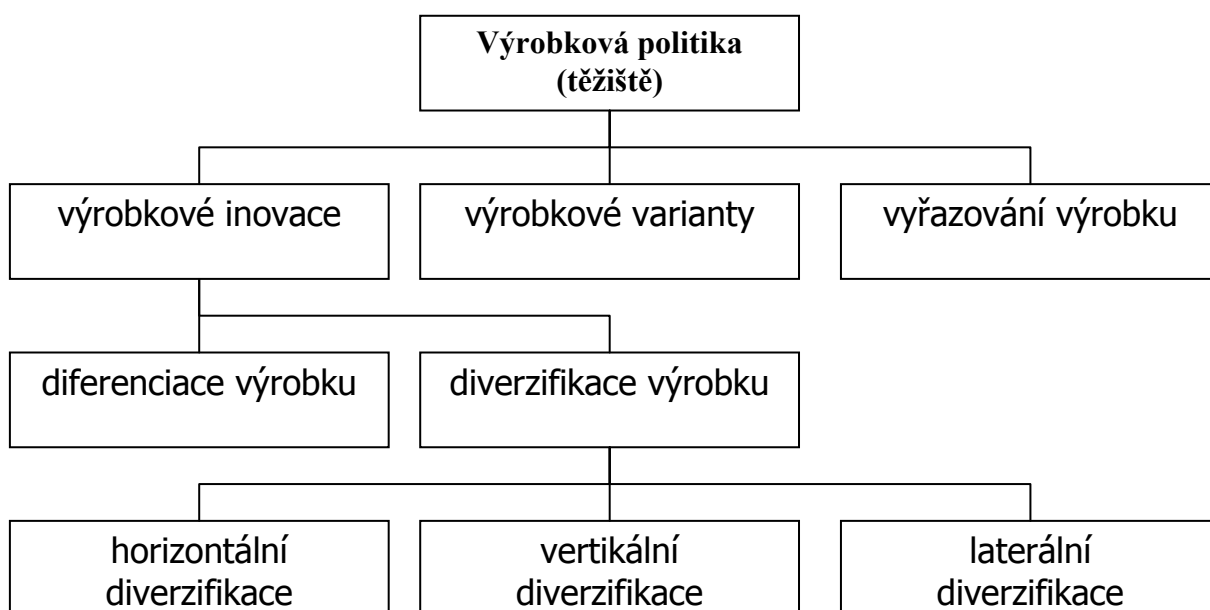 Výrobková politika
(těžiště)
výrobkové inovace
výrobkové varianty
vyřazování výrobku
diferenciace výrobku
diverzifikace výrobku
horizontální
diverzifikace
vertikální
diverzifikace
laterální
diverzifikace